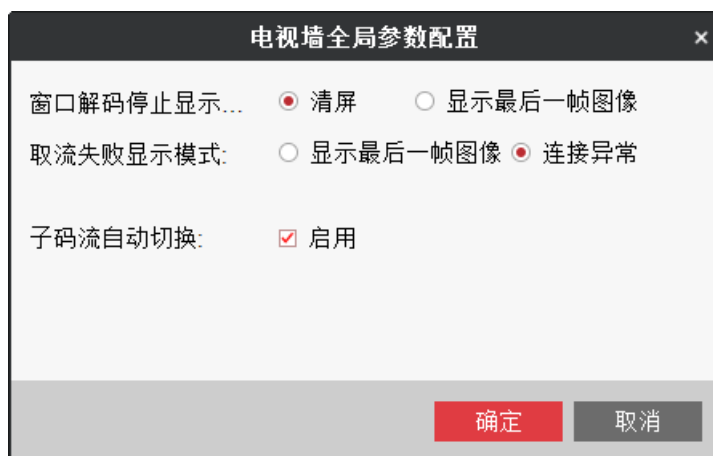 电视墙全局参数配置
窗口解码停止显示... 清屏 显示最后一帧图像
取流失败显示模式: 显示最后一帧图像 连接异常
子码流自动切换: 启用
确定 取消